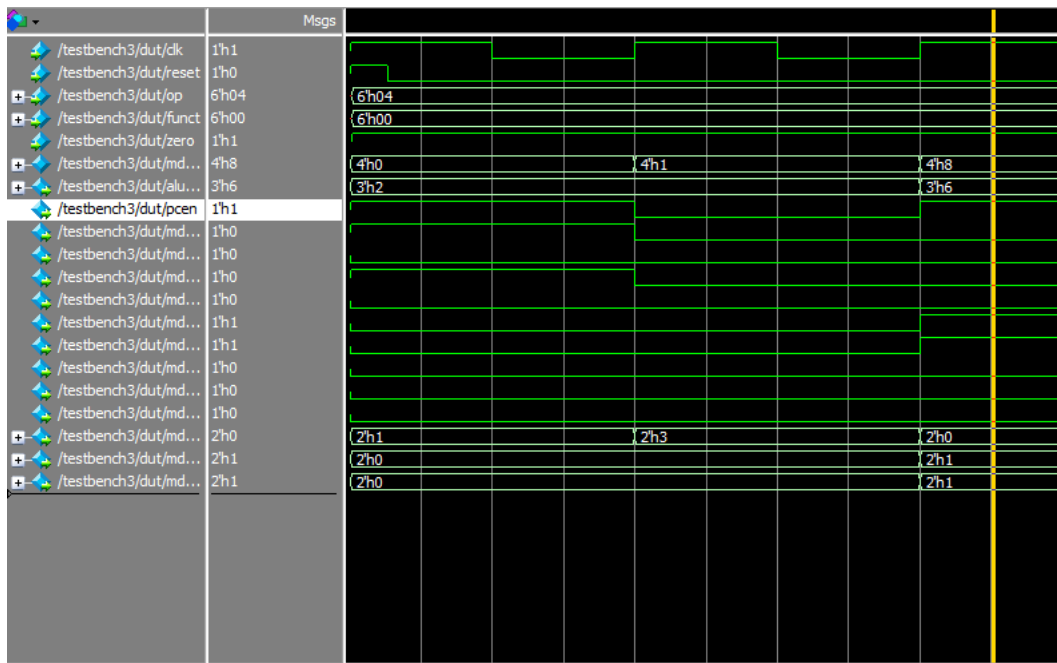 Msgs
/testbench3/dut/clk 1'h1
/testbench3/dut/reset 1'h0
/testbench3/dut/op 6'h04 6'h04
/testbench3/dut/funct 6'h00 6'h00
/testbench3/dut/zero 1'h1
/testbench3/dut/md... 4'h8 4'h0 4'h1 4'h8
/testbench3/dut/alu... 3'h6 3'h2 3'h6
/testbench3/dut/pcen 1'h1
/testbench3/dut/md... 1'h0
/testbench3/dut/md... 1'h0
/testbench3/dut/md... 1'h0
/testbench3/dut/md... 1'h0
/testbench3/dut/md... 1'h1
/testbench3/dut/md... 1'h1
/testbench3/dut/md... 1'h0
/testbench3/dut/md... 1'h0
/testbench3/dut/md... 1'h0
/testbench3/dut/md... 2'h0 2'h1 2'h3 2'h0
/testbench3/dut/md... 2'h1 2'h0 2'h1
/testbench3/dut/md... 2'h1 2'h0 2'h1